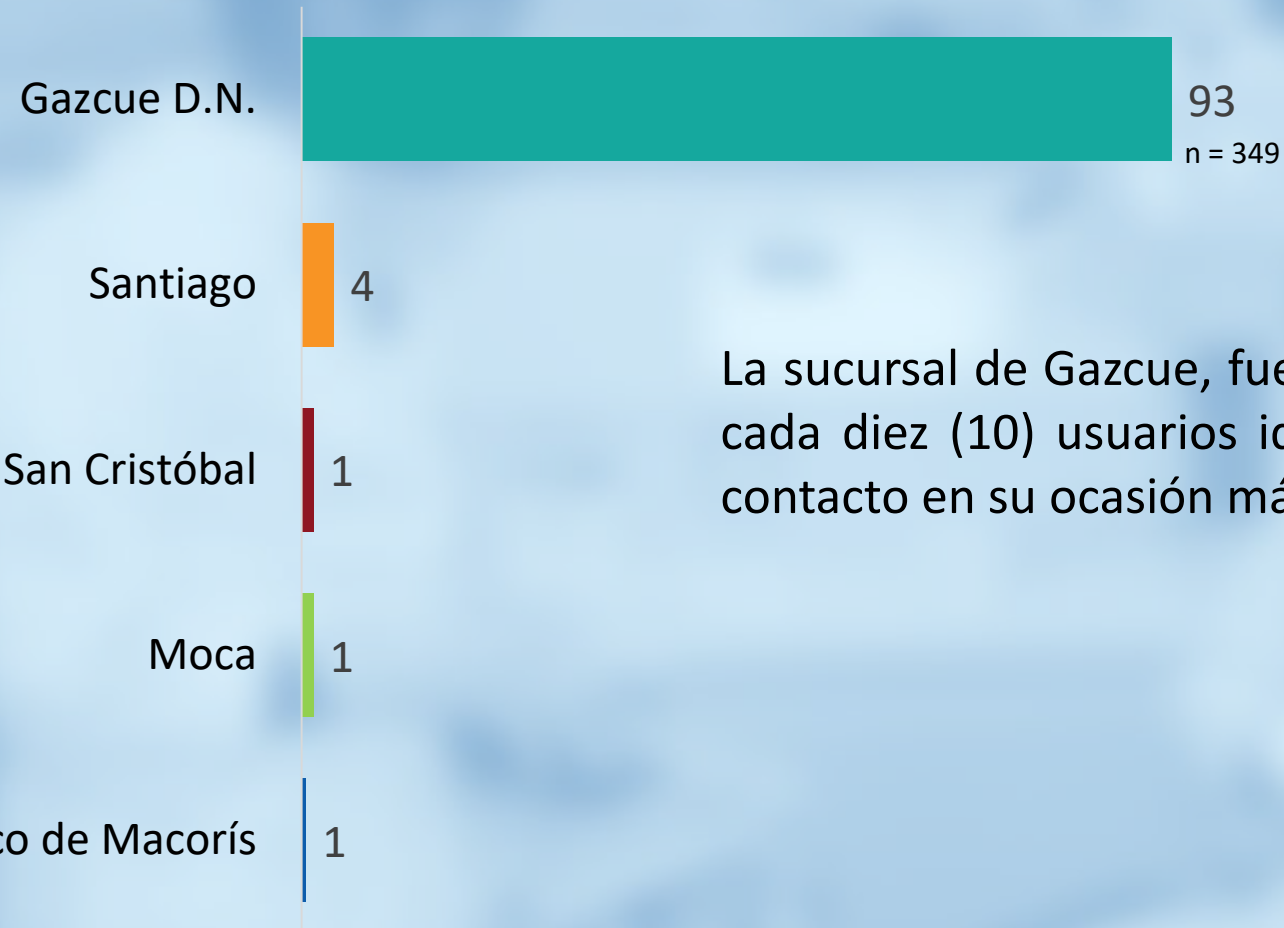 Gazcue D.N.
93
n = 349
Santiago
4
La sucursal de Gazcue,
cada diez (10) usuarios
contacto en su ocasión
San Cristóbal
1
Moca
1
de Macorís
1